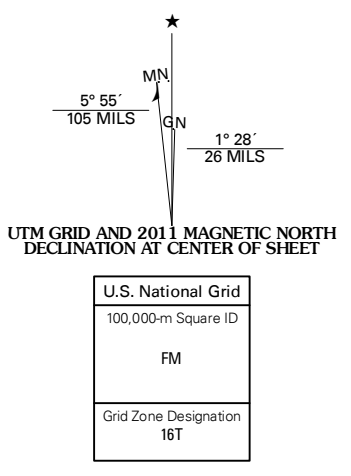 ★
MN
5° 55´
105 MILS
GN
1° 28´
26 MILS
UTM GRID AND 2011 MAGNETIC NORTH
DECLINATION AT CENTER OF SHEET
U.S. National Grid
100,000-m Square ID
FM
Grid Zone Designation
16T